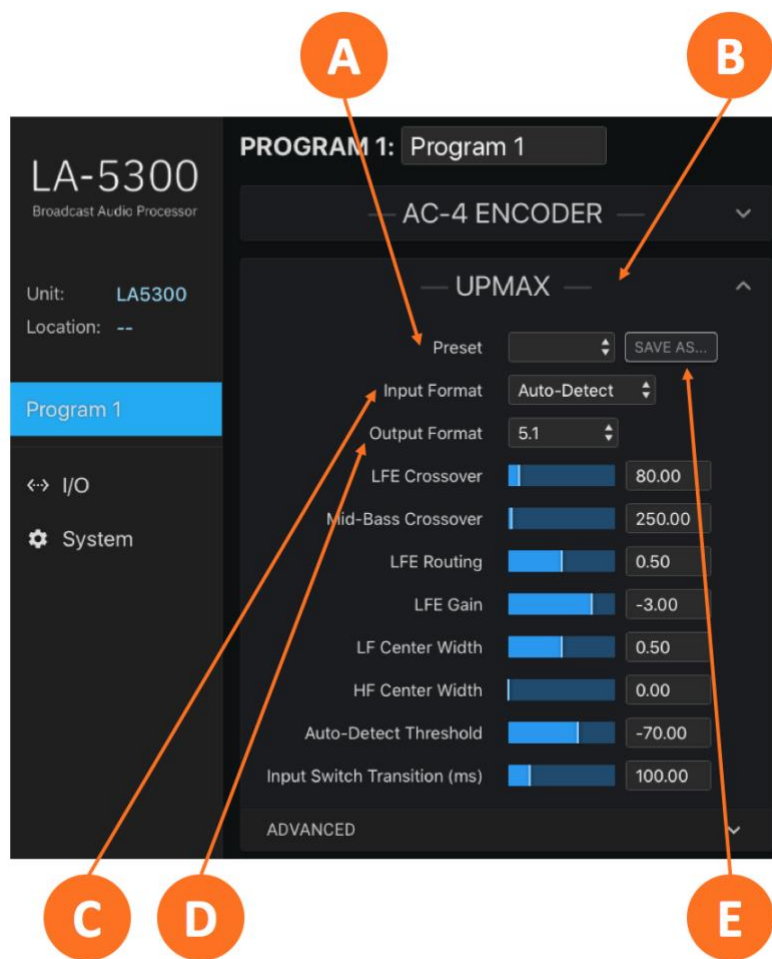 A
B
LA-5300
Broadcast Audio Processor
Unit: LA5300
Location: --
Program 1
I/O
System
PROGRAM 1: Program 1
— AC-4 ENCODER —
— UPMAX —
Preset SAVE AS...
Input Format Auto-Detect
Output Format 5.1
LFE Crossover 80.00
Mid-Bass Crossover 250.00
LFE Routing 0.50
LFE Gain -3.00
LF Center Width 0.50
HF Center Width 0.00
Auto-Detect Threshold -70.00
Input Switch Transition (ms) 100.00
ADVANCED
C
D
E